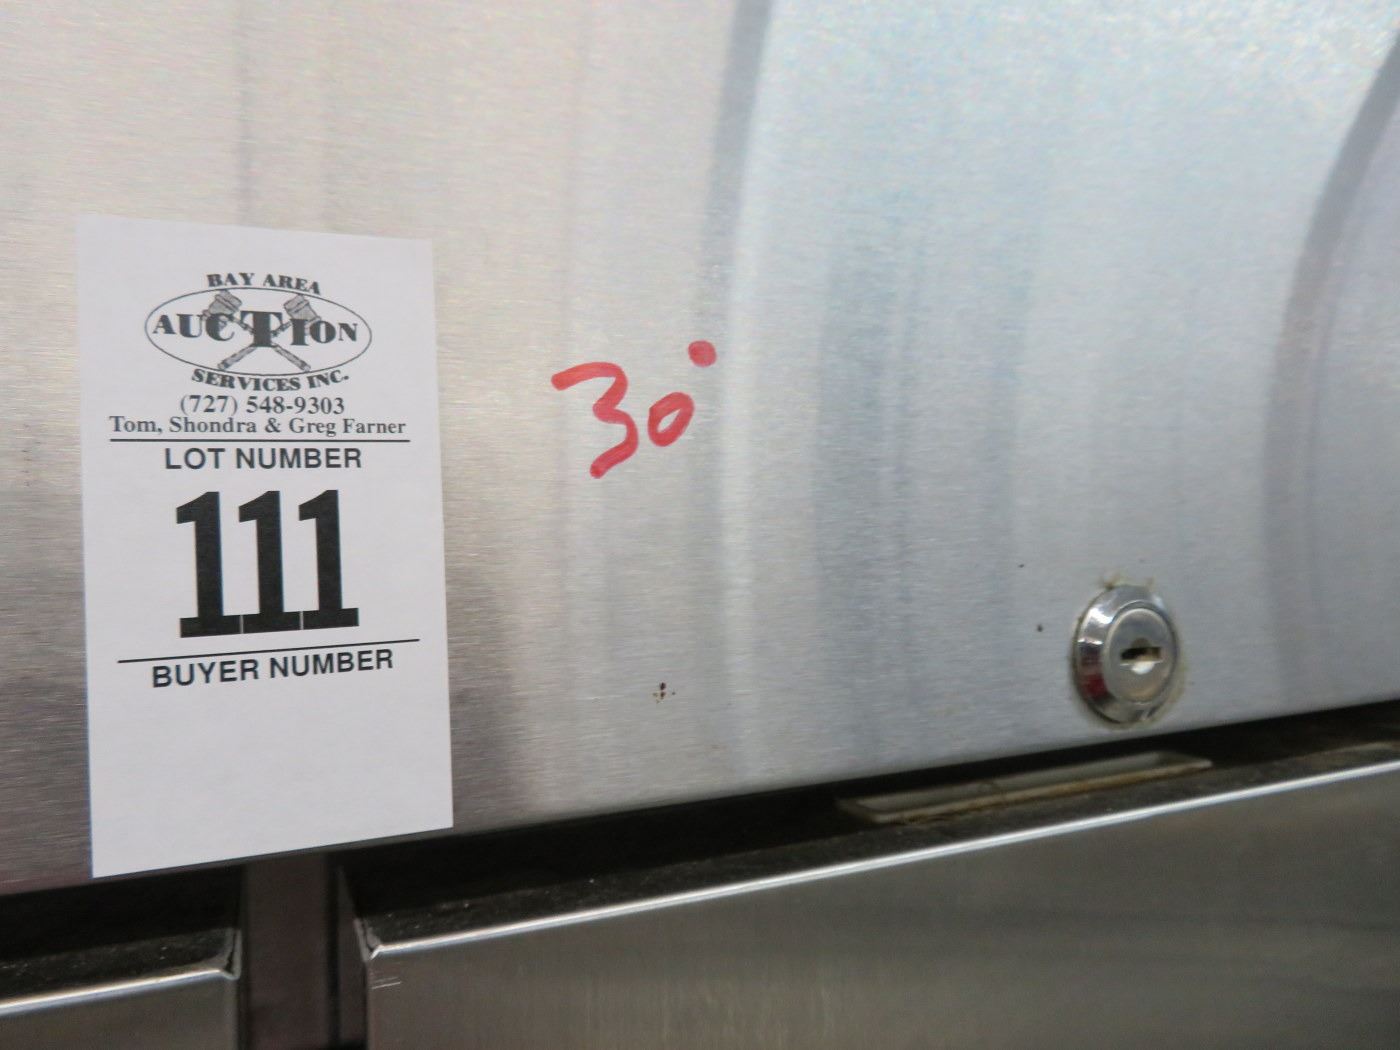 BAY AREA
AUCTION
SERVICES INC.
(727) 548-9303
Tom, Shondra & Greg Farner
LOT NUMBER
111
BUYER NUMBER
30°